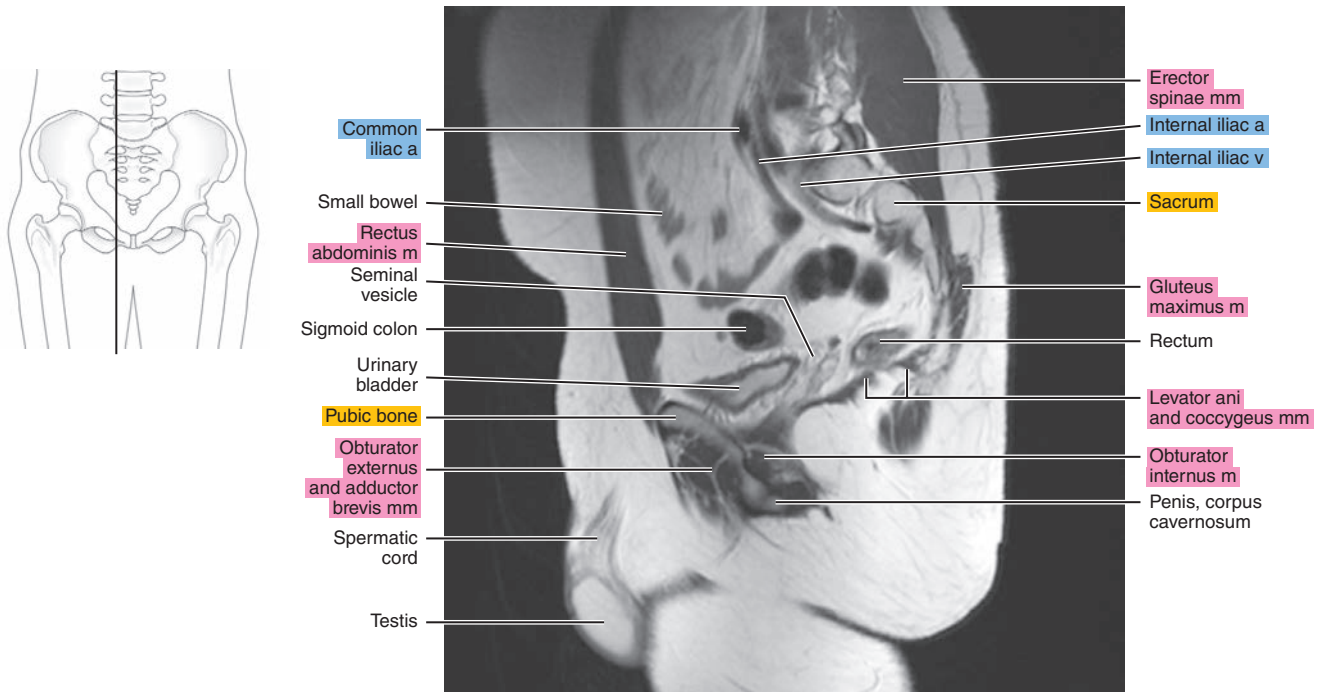 Common
iliac a
Small bowel
Rectus
abdominis m
Seminal
vesicle
Sigmoid colon
Urinary
bladder
Pubic bone
Obturator
externus
and adductor
brevis mm
Spermatic
cord
Testis
Erector
spinae mm
Internal iliac a
Internal iliac v
Sacrum
Gluteus
maximus m
Rectum
Levator ani
and coccygeus mm
Obturator
internus m
Penis, corpus
cavernosum